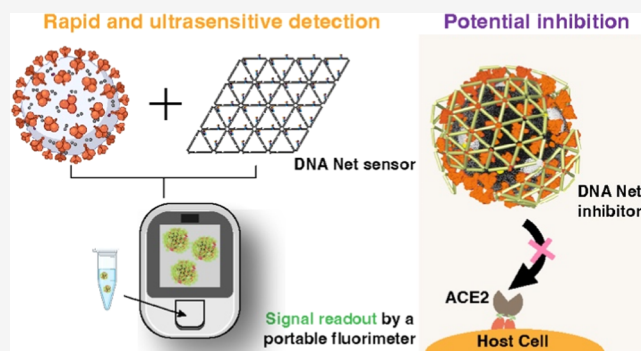 Rapid and ultrasensitive detection
DNA Net sensor
Signal readout by a
portable fluorimeter
Potential inhibition
DNA Net
inhibitor
ACE2
Host Cell